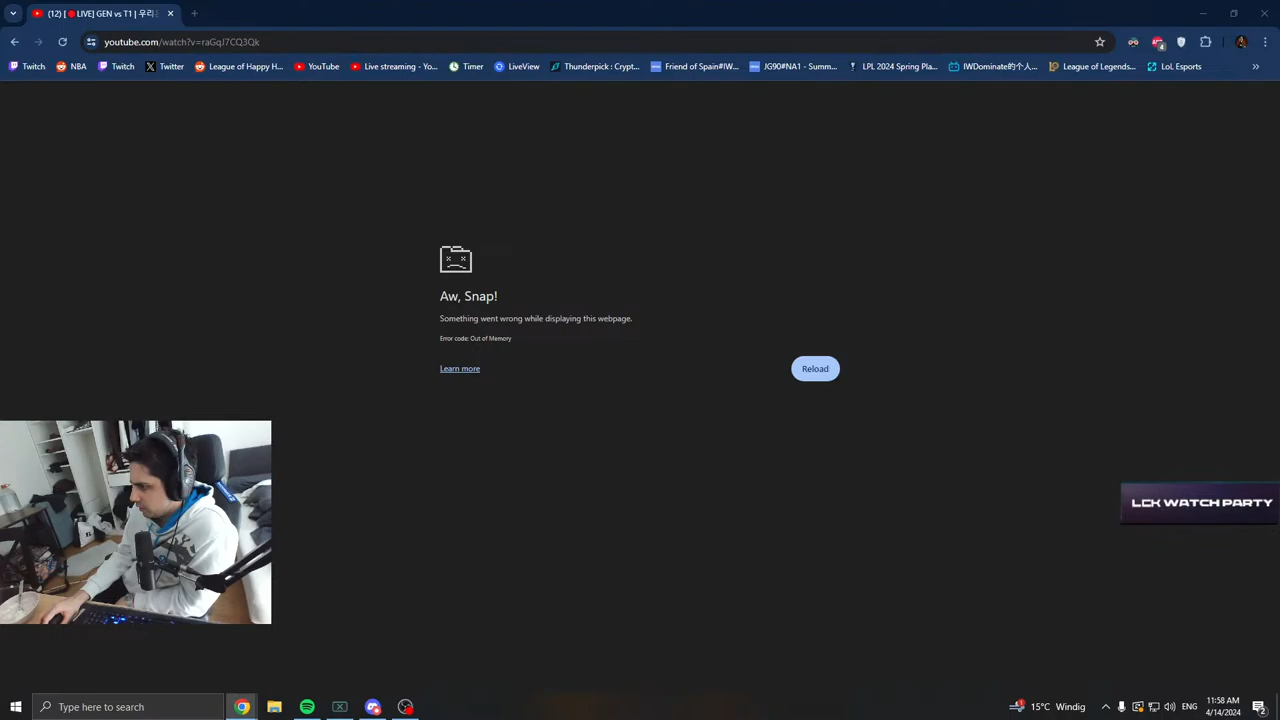 (12) [🔴LIVE] GEN vs T1 | 우리은
youtube.com/watch?v=raGqJ7CQ3Qk
Twitch NBA Twitch Twitter League of Happy H... YouTube Live streaming - Yo... Timer LiveView Thunderpick : Crypt... Friend of Spain#IW... JG90#NA1 - Summ... LPL 2024 Spring Pla... IWDominate的个人... League of Legends... LoL Esports »
Aw, Snap!
Something went wrong while displaying this webpage.
Error code: Out of Memory
Learn more
Reload
LCK WATCH PARTY
Type here to search
15°C Windig
ENG
11:58 AM
4/14/2024
2